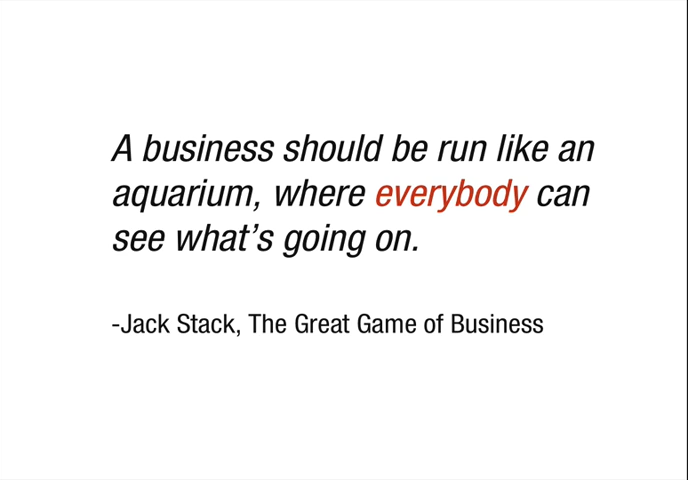 A business should be run like an
aquarium, where everybody can
see what’s going on.
-Jack Stack, The Great Game of Business